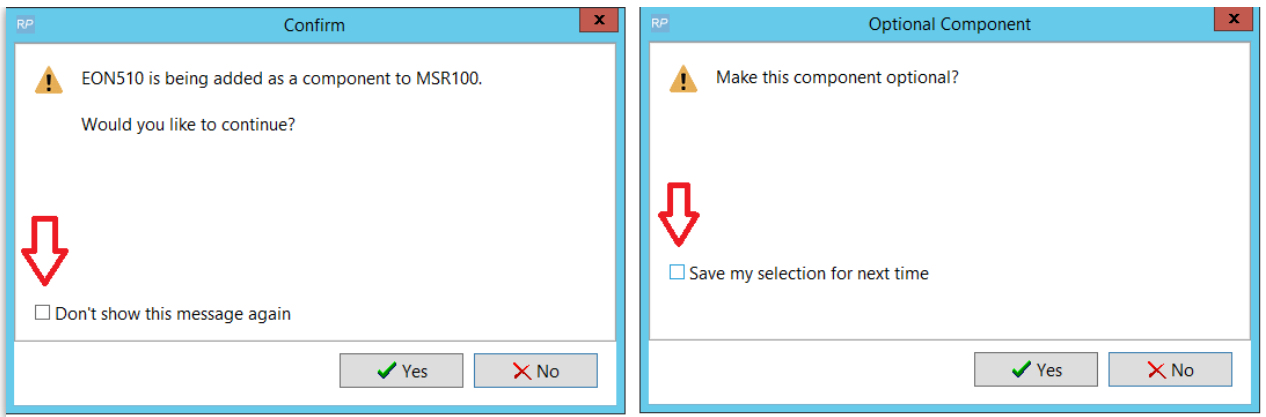 RP Confirm x
EON510 is being added as a component to MSR100.
Would you like to continue?
Don't show this message again
Yes No
RP Optional Component x
Make this component optional?
Save my selection for next time
Yes No